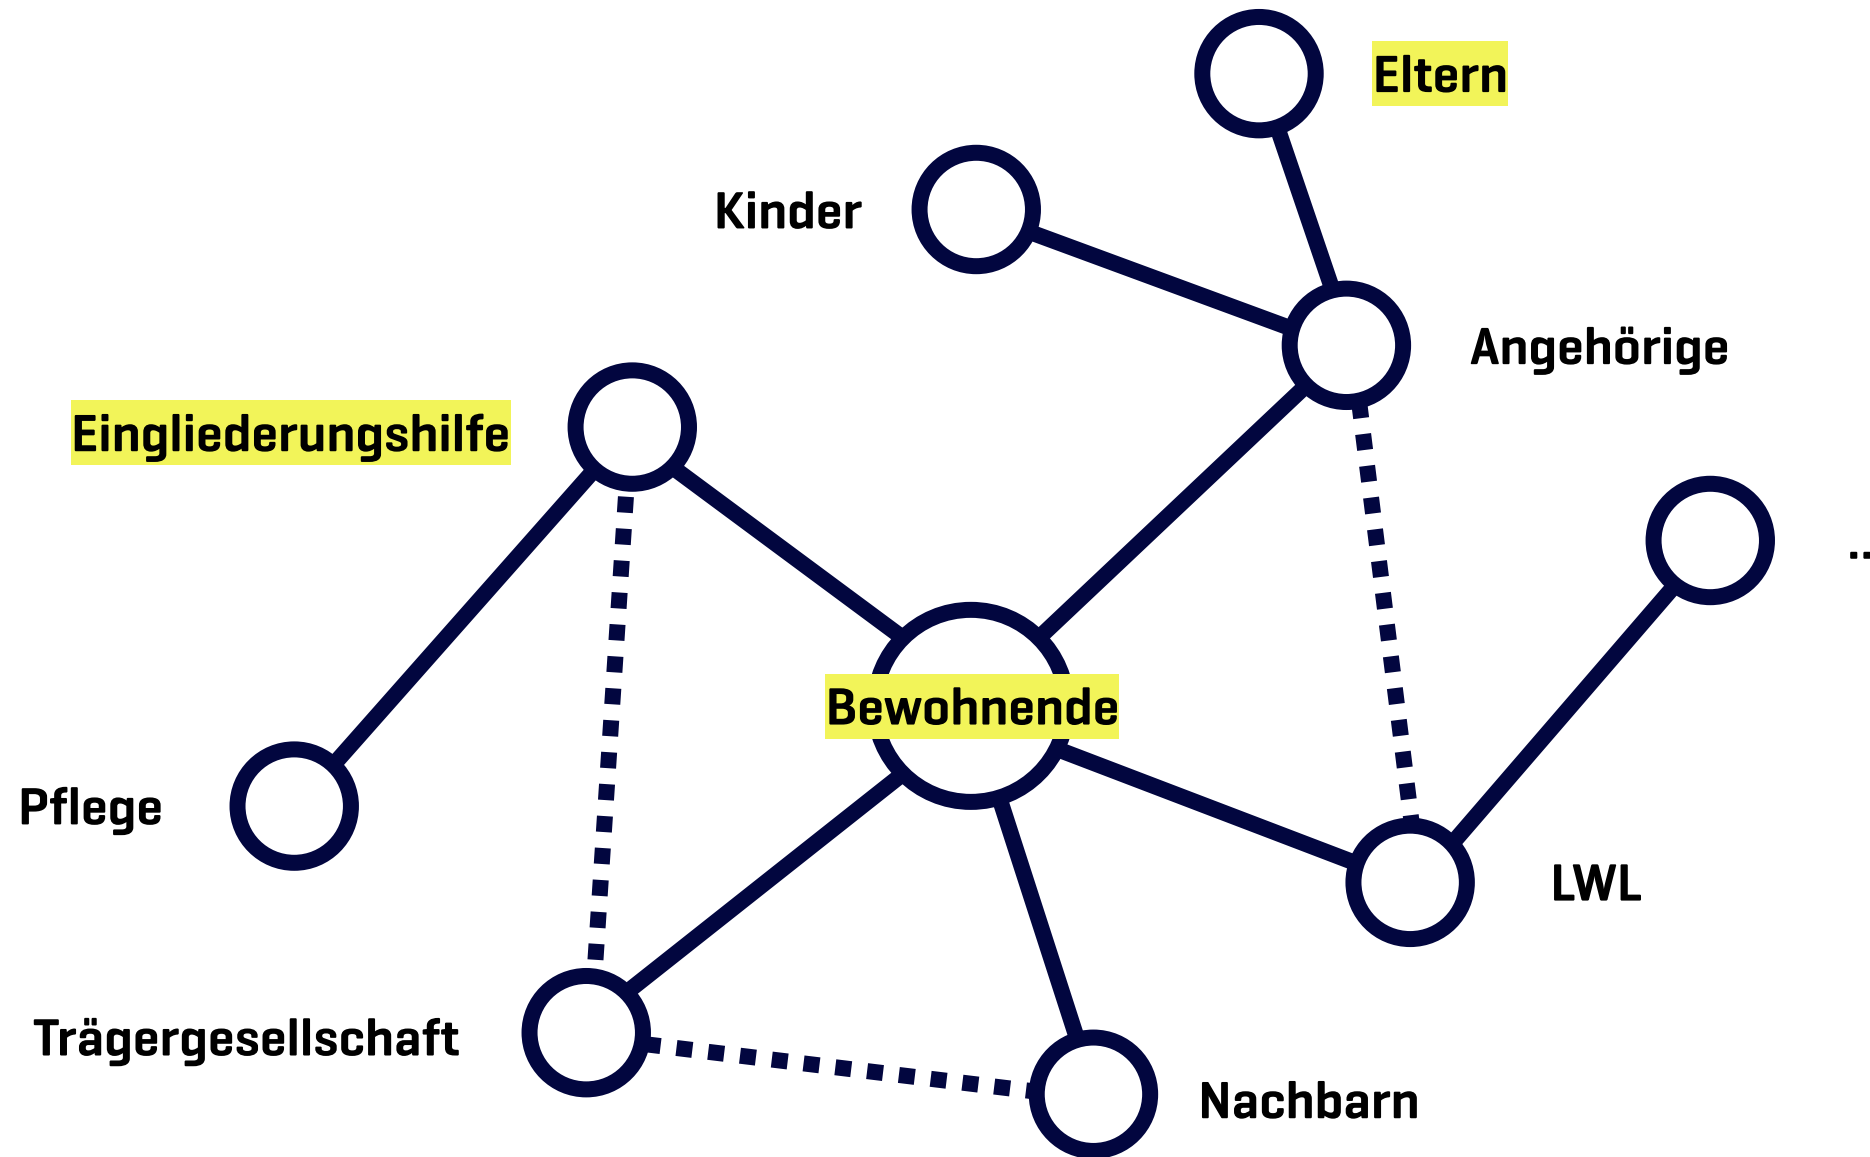 Eltern
Kinder
Angehörige
Eingliederungshilfe
..
Bewohnende
Pflege
LWL
Trägergesellschaft
Nachbarn